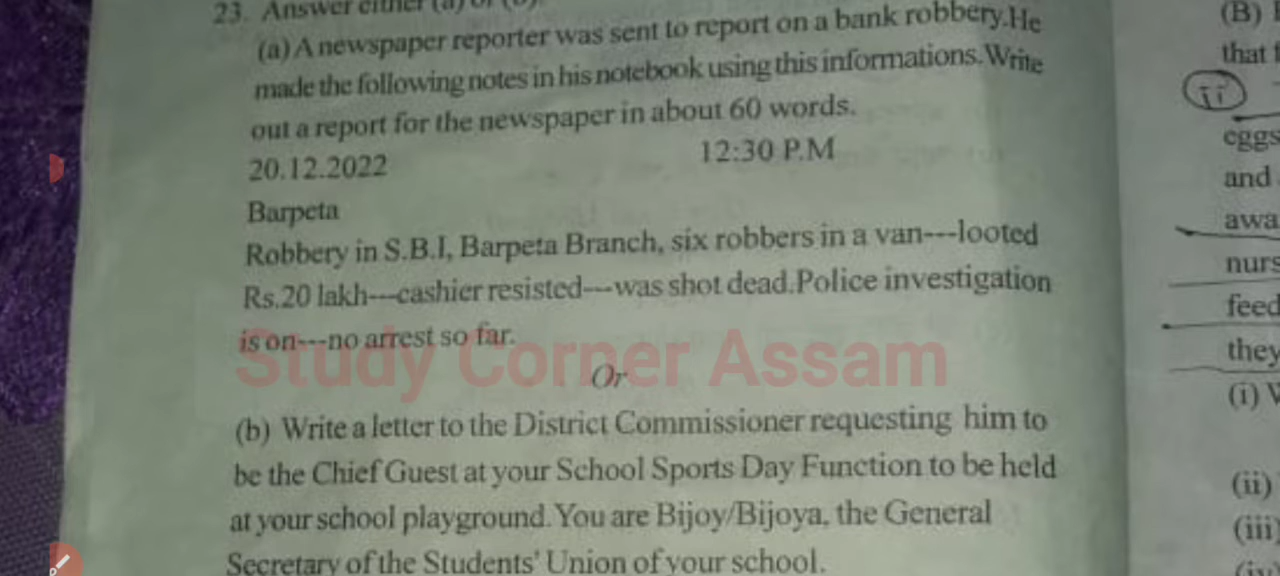 23. Answer either (a) or (b).
(a) A newspaper reporter was sent to report on a bank robbery.He
made the following notes in his notebook using this informations. Write
out a report for the newspaper in about 60 words.
20.12.2022 12:30 P.M
Barpeta
Robbery in S.B.I, Barpeta Branch, six robbers in a van---looted
Rs.20 lakh---cashier resisted---was shot dead.Police investigation
is on---no arrest so far.
Study Corner Assam
Or
(b) Write a letter to the District Commissioner requesting him to
be the Chief Guest at your School Sports Day Function to be held
at your school playground. You are Bijoy/Bijoya, the General
Secretary of the Students' Union of your school.
(B)
that
ii
eggs
and
awa
nurs
feed
they
(i)
(ii)
(iii)